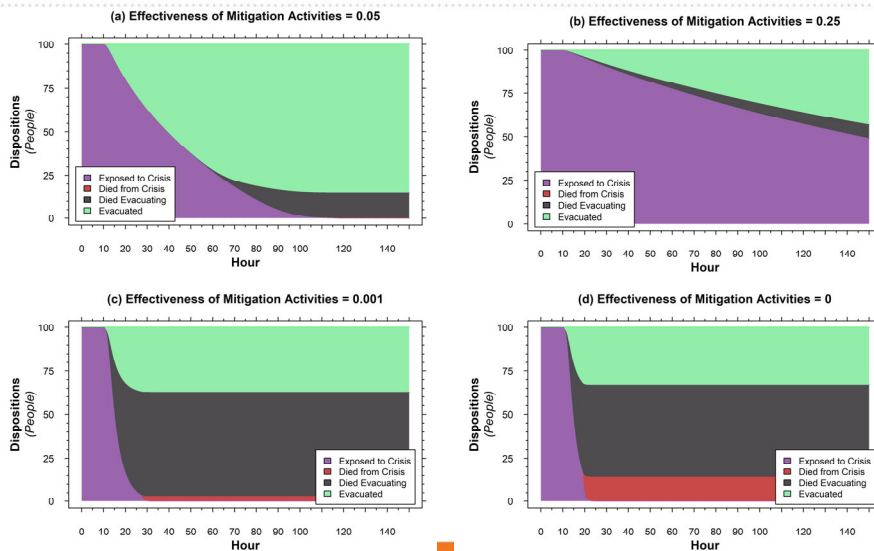 (a) Effectiveness of Mitigation Activities = 0.05
100
75
50
25
0
Dispositions
(People)
Exposed to Crisis
Died from Crisis
Died Evacuating
Evacuated
0 10 20 30 40 50 60 70 80 90 100 120 140
Hour
(b) Effectiveness of Mitigation Activities = 0.25
100
75
50
25
0
Dispositions
(People)
Exposed to Crisis
Died from Crisis
Died Evacuating
Evacuated
0 10 20 30 40 50 60 70 80 90 100 120 140
Hour
(c) Effectiveness of Mitigation Activities = 0.001
100
75
50
25
0
Dispositions
(People)
Exposed to Crisis
Died from Crisis
Died Evacuating
Evacuated
0 10 20 30 40 50 60 70 80 90 100 120 140
Hour
(d) Effectiveness of Mitigation Activities = 0
100
75
50
25
0
Dispositions
(People)
Exposed to Crisis
Died from Crisis
Died Evacuating
Evacuated
0 10 20 30 40 50 60 70 80 90 100 120 140
Hour